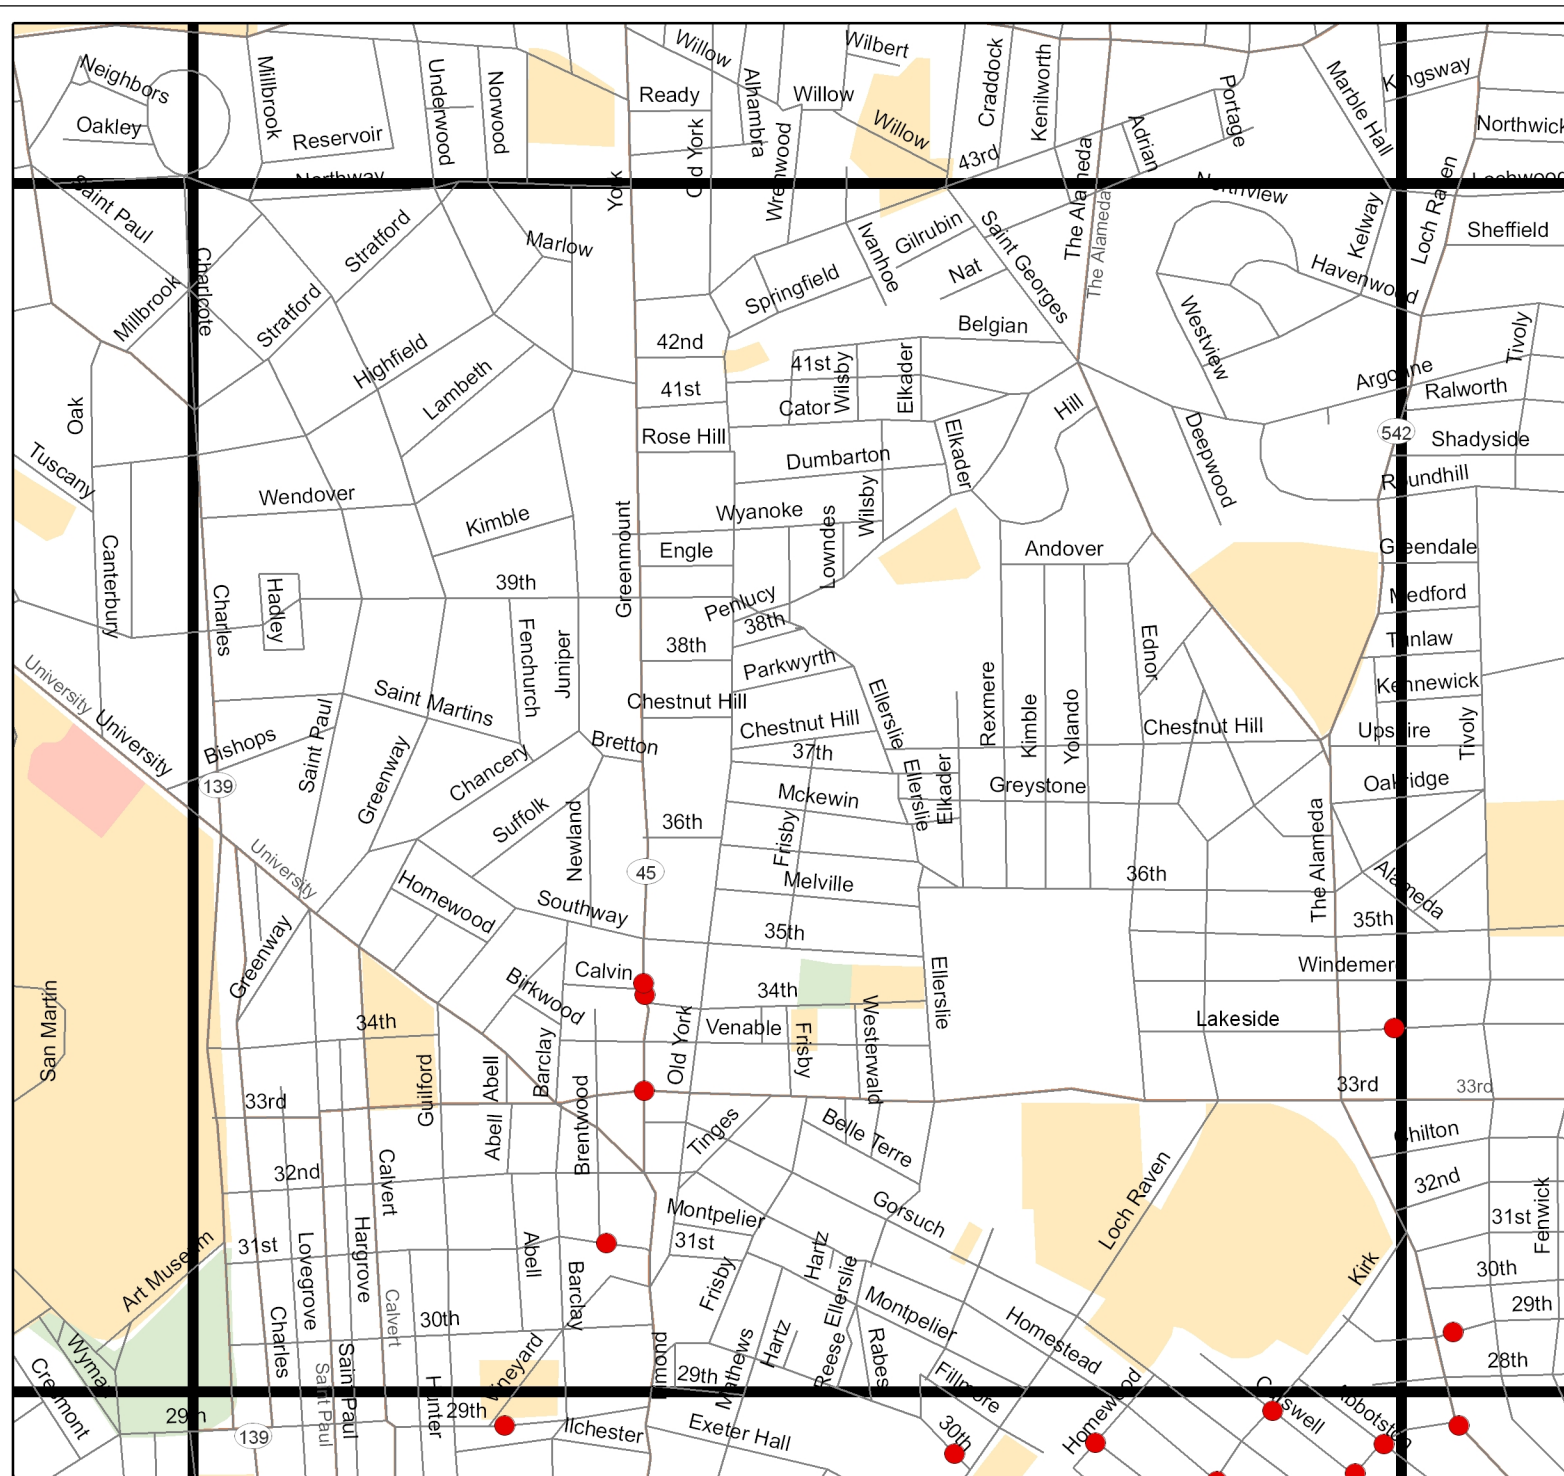 Neighbors
Oakley
Millbrook
Reservoir
Underwood
Norwood
Northway
Willow
Ready
Alhambra
Old York
Willow
Wrenwood
Wilbert
Willow
43rd
Craddock
Kenilworth
Adrian
Portage
Marble Hall
Kingsway
Northwick
Lochwood
York
Saint Paul
Charlcote
Millbrook
Stratford
Stratford
Marlow
Highfield
Lambeth
Springfield
Ivanhoe
Gilrubin
Nat
Saint Georges
The Alameda
The Alameda
Northview
Kelway
Loch Raven
Sheffield
Havenwood
Westview
Belgian
42nd
41st
41st
Wilsby
Elkader
Cator
Rose Hill
Hill
Argonne
Tivoly
Ralworth
542
Shadyside
Roundhill
Oak
Tuscany
Wendover
Kimble
Greenmount
Dumbarton
Elkader
Wilsby
Wyanoke
Lowndes
Deepwood
Engle
Andover
Greendale
Medford
Tunlaw
Kennewick
Upshire
Tivoly
Oakridge
Canterbury
Charles
Hadley
39th
Fenchurch
Juniper
Penlucy
38th
38th
Parkwyrth
Chestnut Hill
Chestnut Hill
37th
Ellerslie
Ellerslie
Elkader
Rexmere
Kimble
Yolando
Ednor
Chestnut Hill
Greystone
University
University
Bishops
Saint Paul
Saint Martins
Greenway
Chancery
Bretton
139
Suffolk
Newland
36th
Mckewin
Frisby
Melville
36th
The Alameda
Alameda
35th
University
Homewood
Southway
45
35th
Windemere
Greenway
Birkwood
Calvin
34th
34th
Ellerslie
Lakeside
San Martin
Guilford
Abell
Barclay
Old York
Venable
Frisby
Westerwald
33rd
33rd
33rd
Abell
Brentwood
Tinges
Belle Terre
Chilton
32nd
32nd
Calvert
Loch Raven
Montpelier
Gorsuch
31st
Fenwick
31st
Art Museum
31st
Lovegrove
Hargrove
Abell
Barclay
Frisby
Hartz
Ellerslie
Kirk
30th
29th
Calvert
30th
Montpelier
Homestead
Wyman
Charles
Saint Paul
Saint Paul
Vineyard
Mathews
Hartz
Reese
Rabes
28th
Cremont
29th
Hunter
29th
29th
Fillmore
Homewood
Carswell
Abbotston
139
Ilchester
Exeter Hall
30th